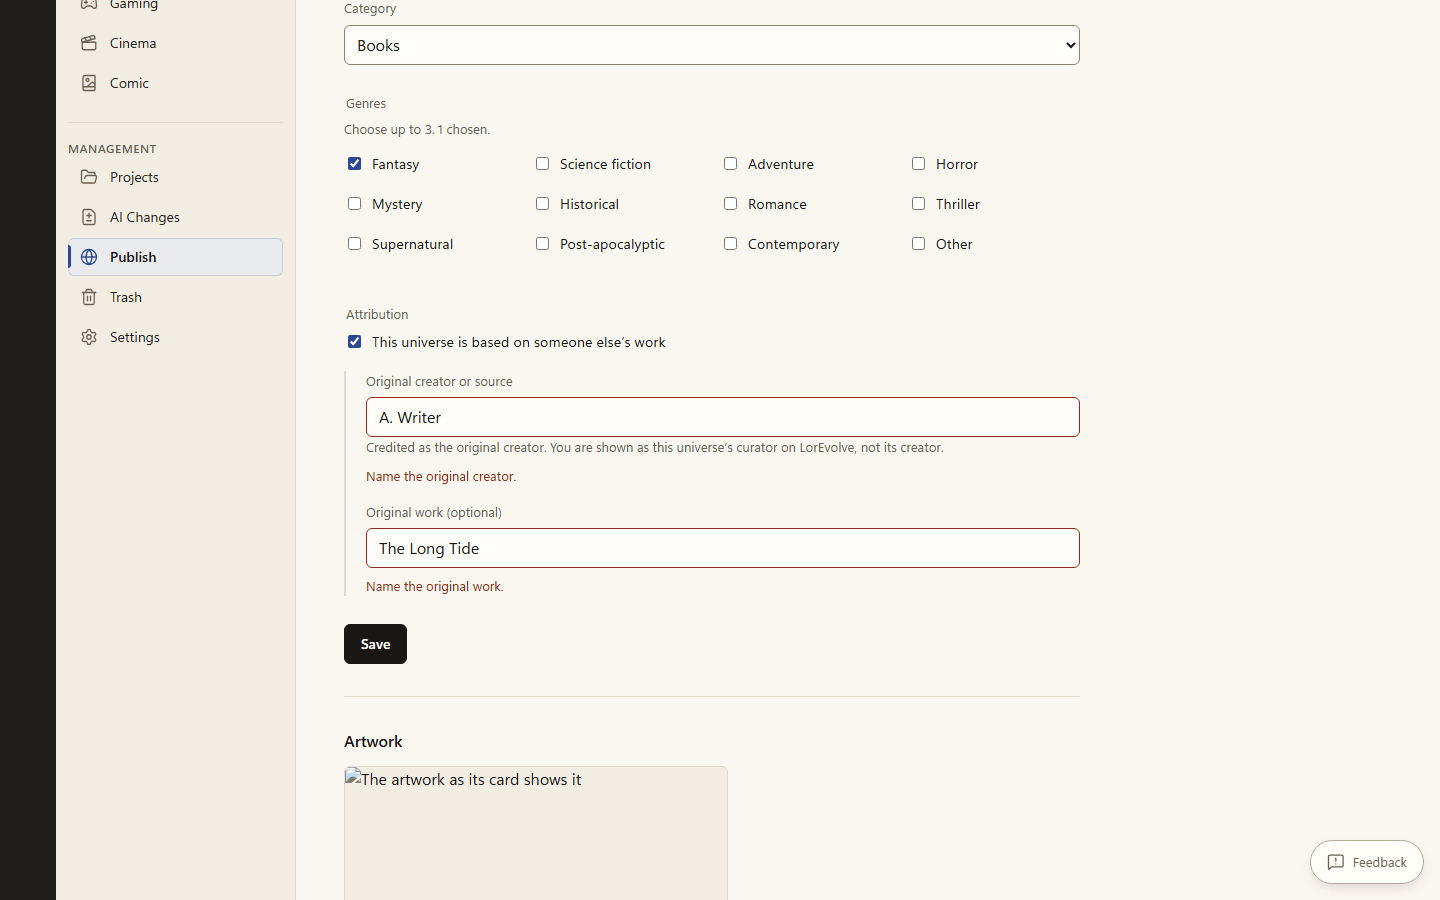 Gaming
Cinema
Comic
MANAGEMENT
Projects
AI Changes
Publish
Trash
Settings
Category
Books
Genres
Choose up to 3. 1 chosen.
Fantasy
Science fiction
Adventure
Horror
Mystery
Historical
Romance
Thriller
Supernatural
Post-apocalyptic
Contemporary
Other
Attribution
This universe is based on someone else’s work
Original creator or source
A. Writer
Credited as the original creator. You are shown as this universe’s curator on LorEvolve, not its creator.
Name the original creator.
Original work (optional)
The Long Tide
Name the original work.
Save
Artwork
The artwork as its card shows it
Feedback